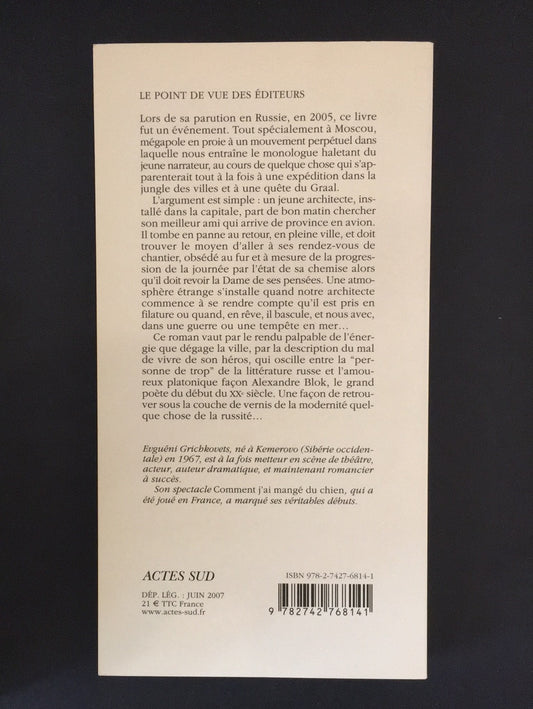 LE POINT DE VUE DES ÉDITEURS
Lors de sa parution en Russie, en 2005, ce livre
fut un événement. Tout spécialement à Moscou,
mégapole en proie à un mouvement perpétuel dans
laquelle nous entraîne le monologue haletant du
jeune narrateur, au cours de quelque chose qui s'ap-
parenterait tout à la fois à une expédition dans la
jungle des villes et à une quête du Graal.
L'argument est simple : un jeune architecte, ins-
tallé dans la capitale, part de bon matin chercher
son meilleur ami qui arrive de province en avion.
Il tombe en panne au retour, en pleine ville, et doit
trouver le moyen d'aller à ses rendez-vous de
chantier, obsédé au fur et à mesure de la progression
de la journée par l'état de sa chemise alors
qu'il doit revoir la Dame de ses pensées. Une atmo-
sphère étrange s'installe quand notre architecte
commence à se rendre compte qu'il est pris en
filature ou quand, en rêve, il bascule, et nous avec,
dans une guerre ou une tempête en mer...
Ce roman vaut par le rendu palpable de l'éner-
gie que dégage la ville, par la description du mal
de vivre de son héros, qui oscille entre la "per-
sonne de trop" de la littérature russe et l'amou-
reux platonique façon Alexandre Blok, le grand
poète du début du XXe siècle. Une façon de retrou-
ver sous la couche de vernis de la modernité quel-
que chose de la russité...
Evguêni Grichkovets, né à Kemerovo (Sibérie occiden-
tale) en 1967, est à la fois metteur en scène de théâtre,
acteur, auteur dramatique, et maintenant romancier
à succès.
Son spectacle Comment j'ai mangé du chien, qui a
été joué en France, a marqué ses véritables débuts.
ACTES SUD
DÉP. LÉG. : JUIN 2007
21 € TTC France
www.actes-sud.fr
ISBN 978-2-7427-6814-1
9 782742 768141